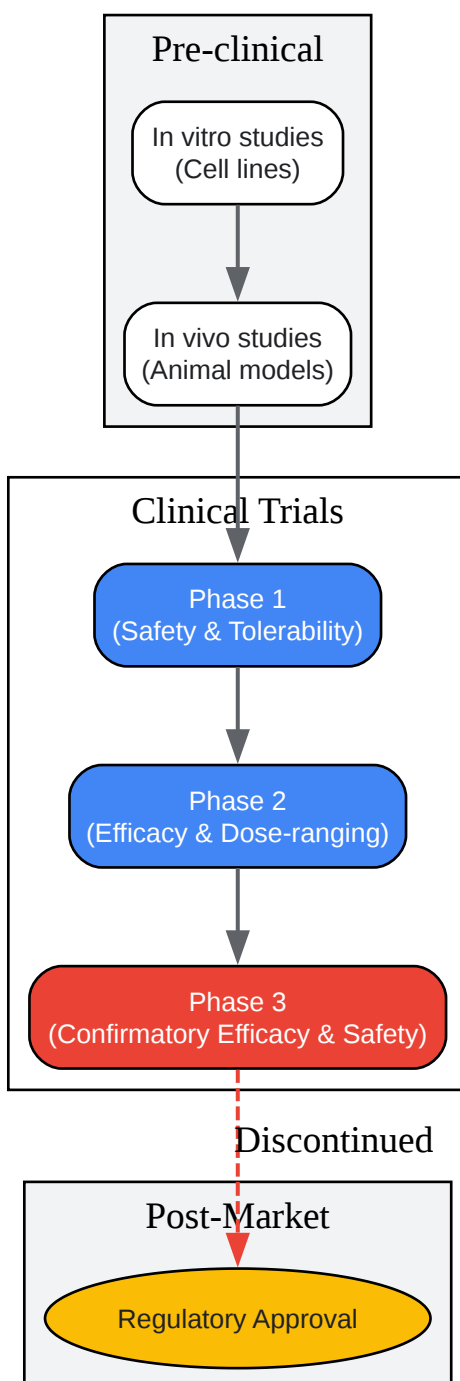 Pre-clinical
In vitro studies
(Cell lines)
In vivo studies
(Animal models)
Clinical Trials
Phase 1
(Safety & Tolerability)
Phase 2
(Efficacy & Dose-ranging)
Phase 3
(Confirmatory Efficacy & Safety)
Discontinued
Post-Market
Regulatory Approval